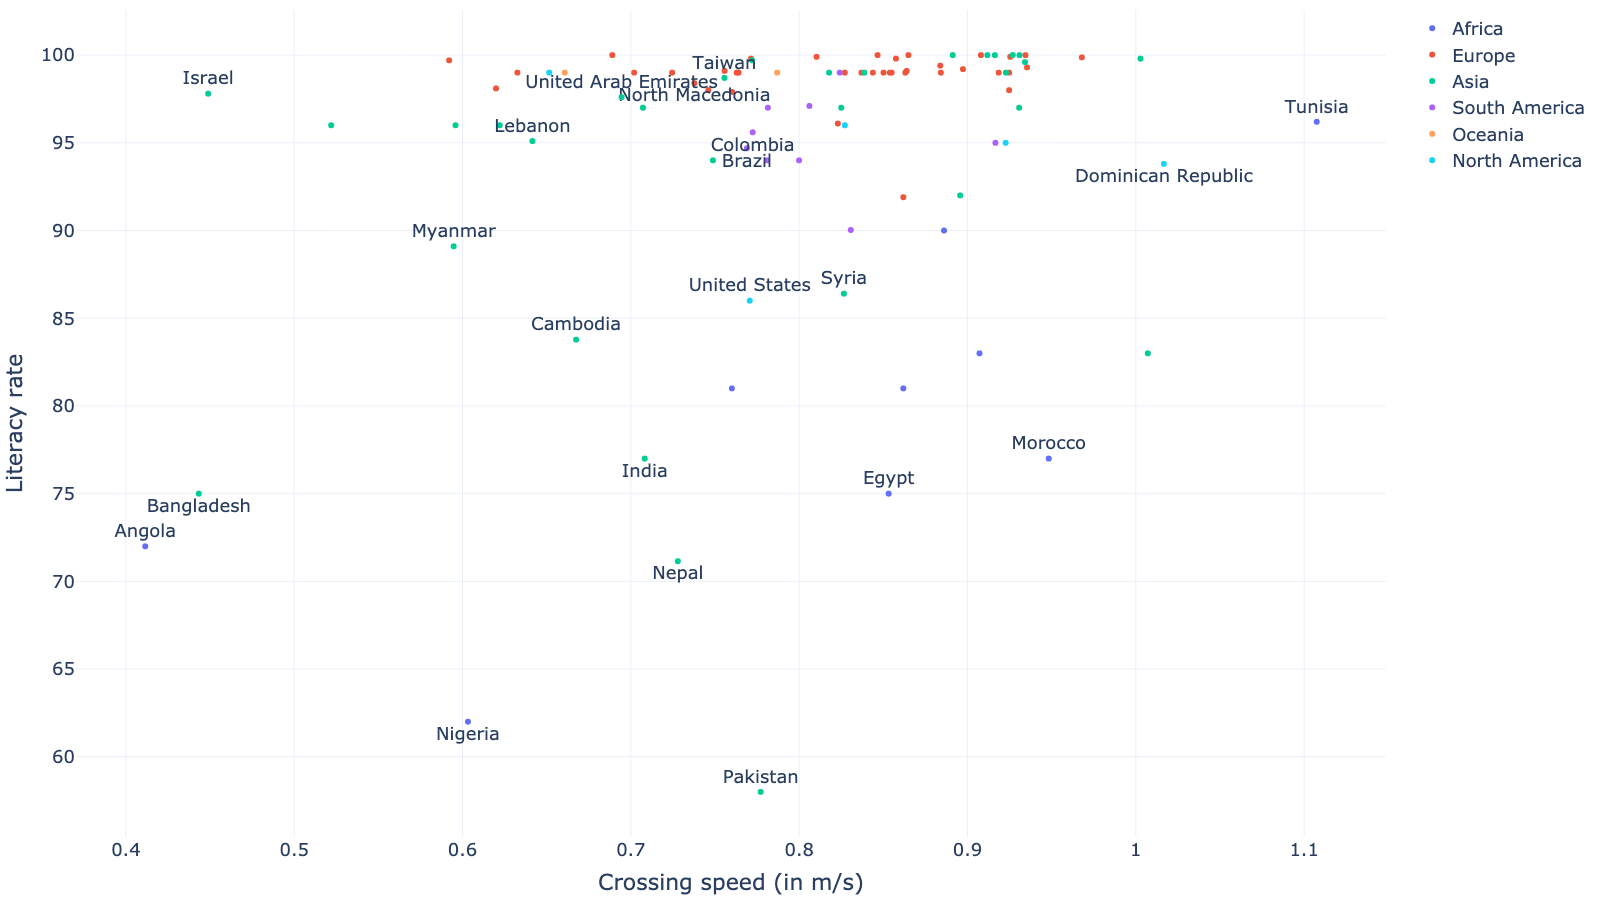 Africa
Europe
Asia
South America
Oceania
North America
100
95
90
85
80
75
70
65
60
Literacy rate
Israel
Taiwan
United Arab Emirates
North Macedonia
Tunisia
Lebanon
Colombia
Brazil
Dominican Republic
Myanmar
United States
Syria
Cambodia
Morocco
India
Egypt
Bangladesh
Angola
Nepal
Nigeria
Pakistan
0.4
0.5
0.6
0.7
0.8
0.9
1
1.1
Crossing speed (in m/s)